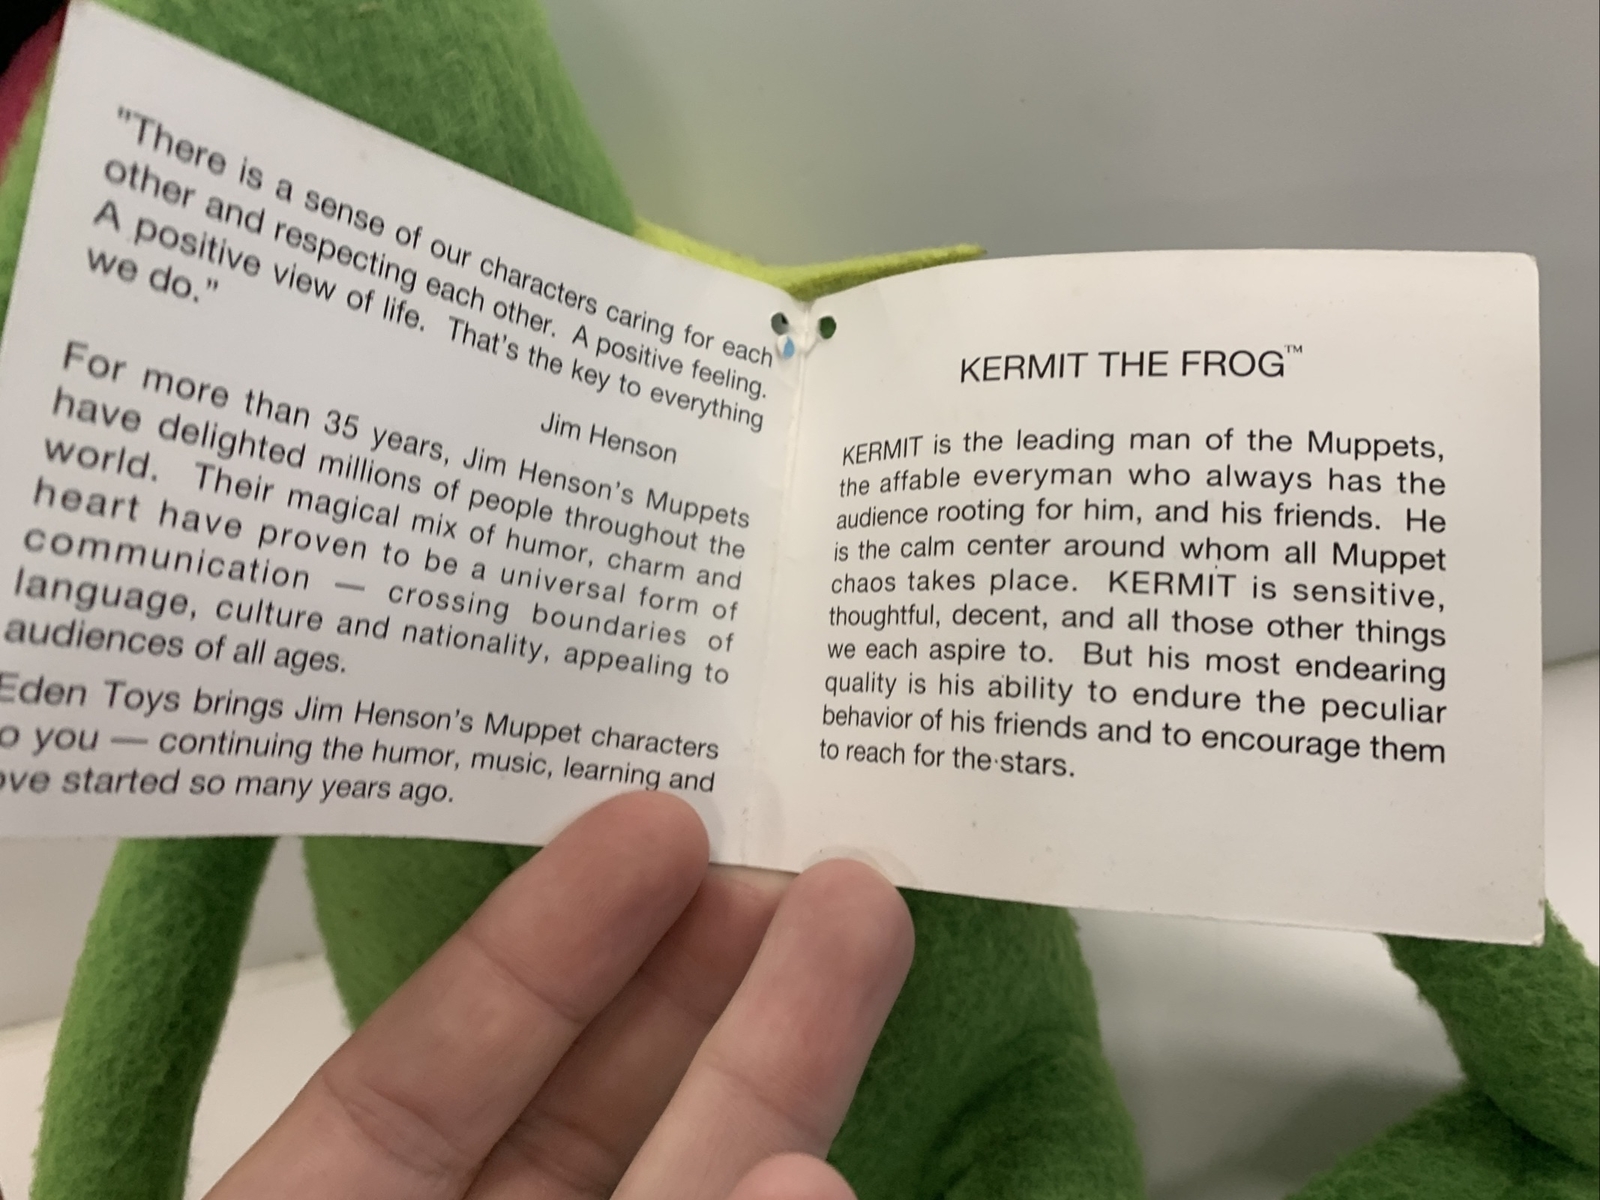 "There is a sense of our characters caring for each
other and respecting each other. A positive feeling.
A positive view of life. That's the key to everything
we do."
Jim Henson
For more than 35 years, Jim Henson's Muppets
have delighted millions of people throughout the
world. Their magical mix of humor, charm and
heart have proven to be a universal form of
communication — crossing boundaries of
language, culture and nationality, appealing to
audiences of all ages.
Eden Toys brings Jim Henson's Muppet characters
o you — continuing the humor, music, learning and
ove started so many years ago.
KERMIT THE FROG™
KERMIT is the leading man of the Muppets,
the affable everyman who always has the
audience rooting for him, and his friends. He
is the calm center around whom all Muppet
chaos takes place. KERMIT is sensitive,
thoughtful, decent, and all those other things
we each aspire to. But his most endearing
quality is his ability to endure the peculiar
behavior of his friends and to encourage them
to reach for the stars.